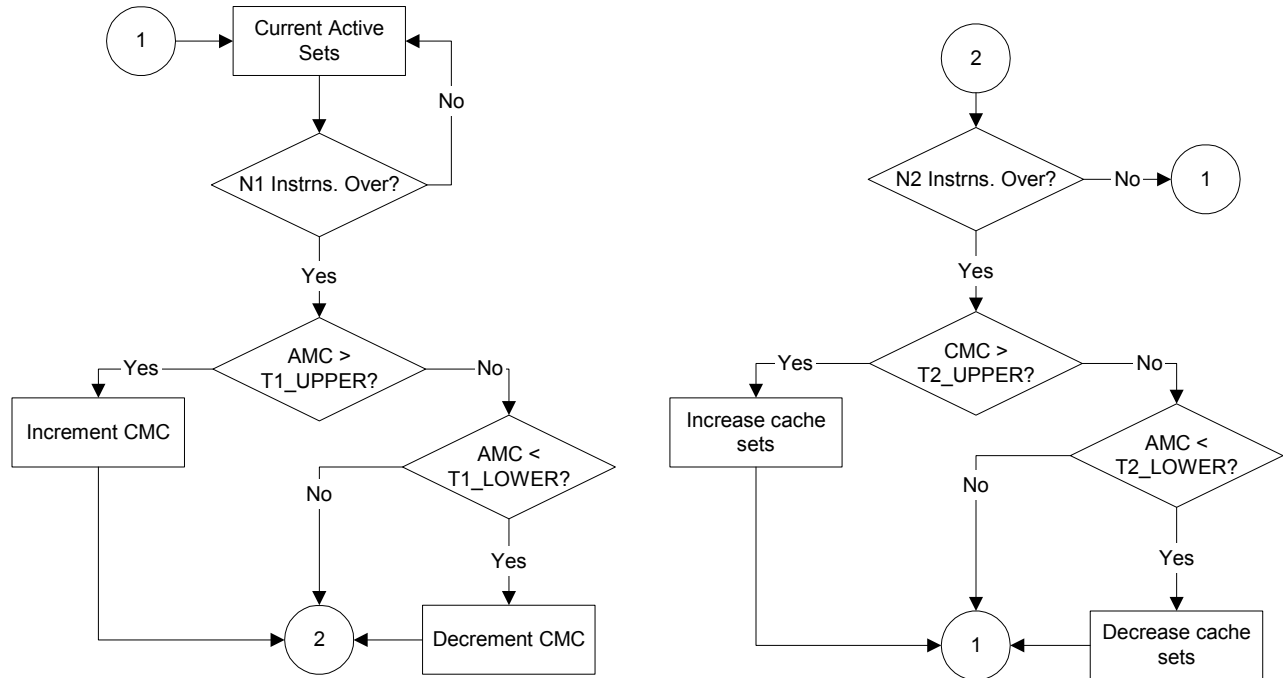 1
Current Active
Sets
No
N1 Instrns. Over?
Yes
AMC >
T1_UPPER?
Yes
No
Increment CMC
AMC <
T1_LOWER?
No
Yes
2
Decrement CMC
2
N2 Instrns. Over?
No
1
Yes
CMC >
T2_UPPER?
Yes
No
Increase cache
sets
AMC <
T2_LOWER?
No
Yes
1
Decrease cache
sets